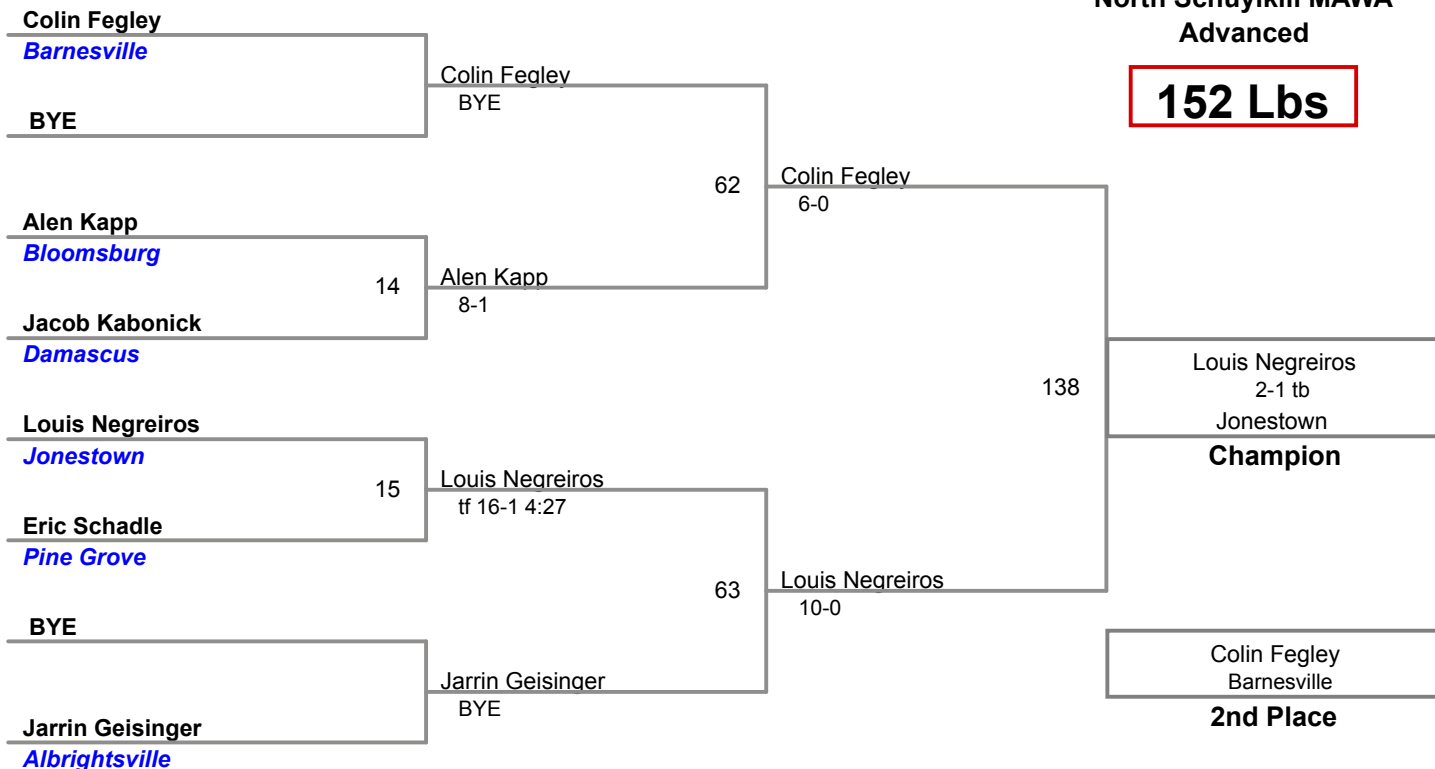 North Schuylkill MAWA
Advanced
152 Lbs
Colin Fegley
Barnesville
BYE
Alen Kapp
Bloomsburg
Jacob Kabonick
Damascus
Louis Negreiros
Jonestown
Eric Schadle
Pine Grove
BYE
Jarrin Geisinger
Albrightsville
14
15
Colin Fegley
BYE
Alen Kapp
8-1
Louis Negreiros
tf 16-1 4:27
Jarrin Geisinger
BYE
62
63
Colin Fegley
6-0
Louis Negreiros
10-0
138
Louis Negreiros
2-1 tb
Jonestown
Champion
Colin Fegley
Barnesville
2nd Place